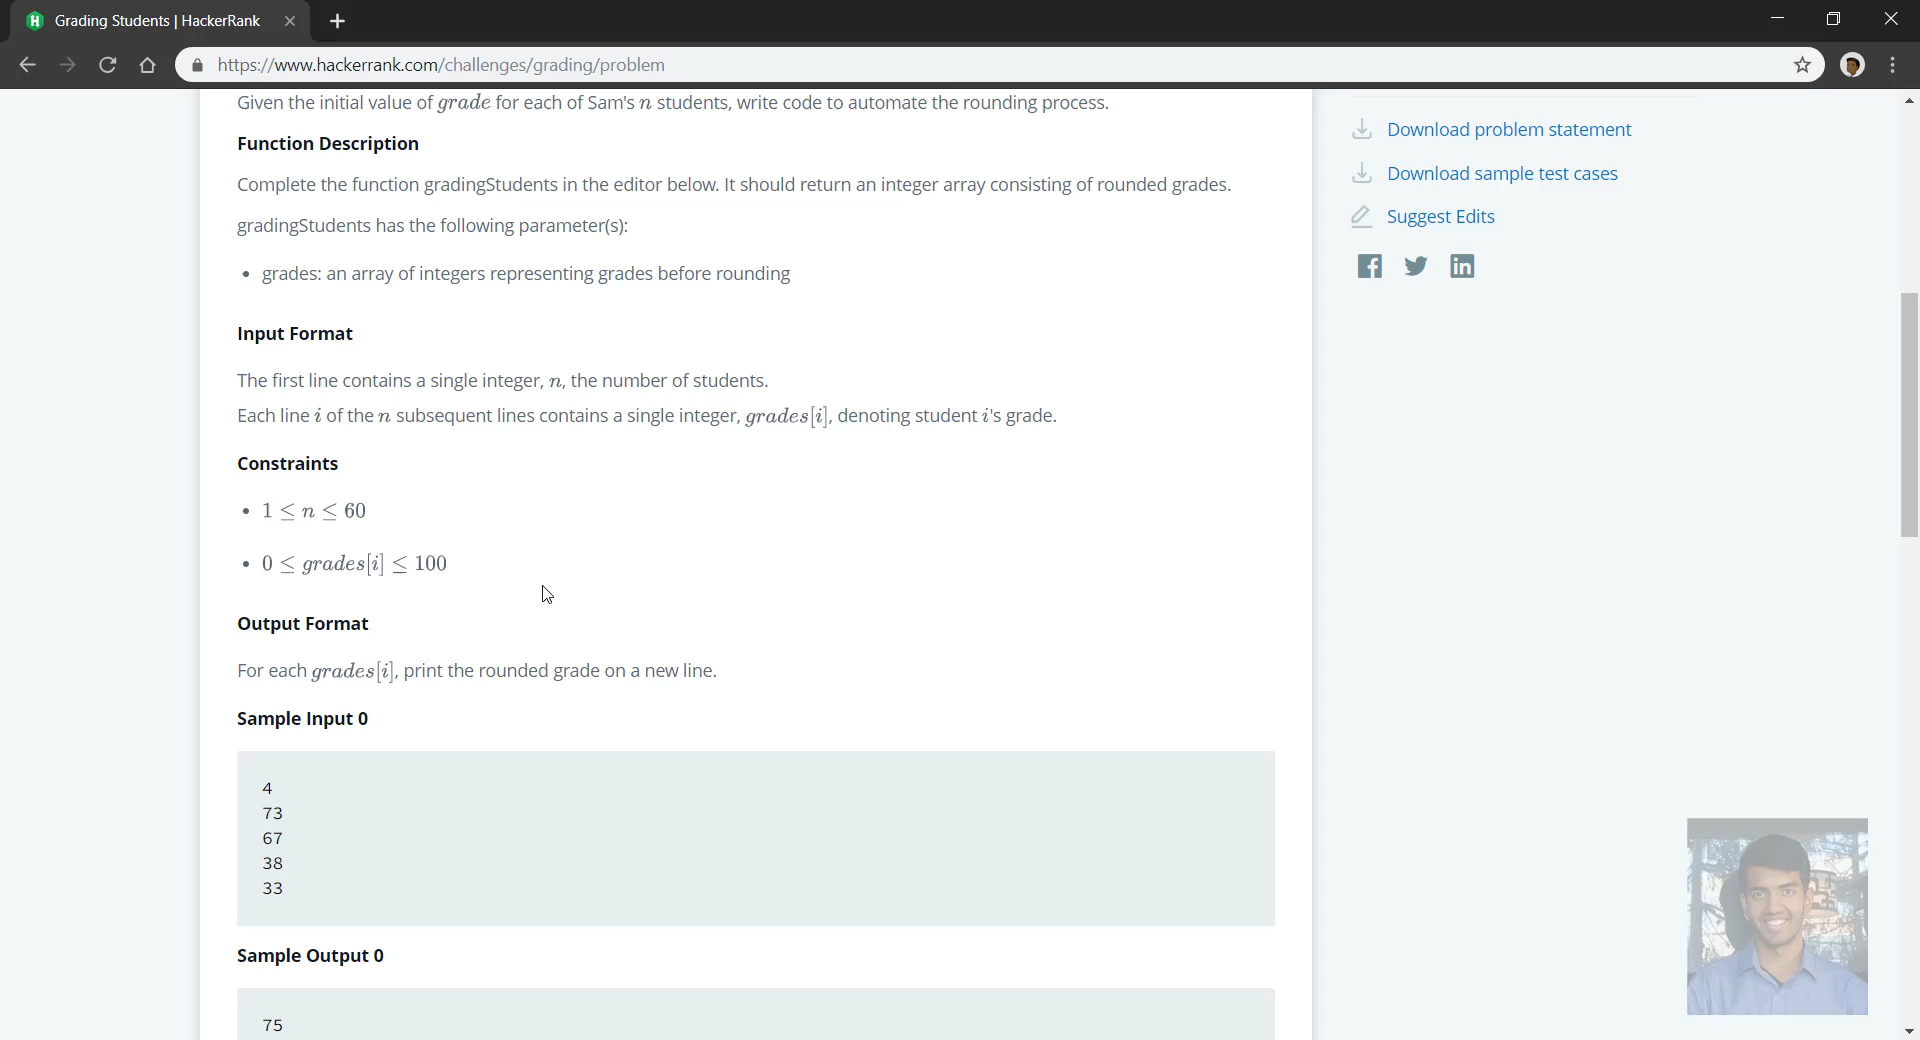 Grading Students | HackerRank
https://www.hackerrank.com/challenges/grading/problem
Given the initial value of grade for each of Sam's n students, write code to automate the rounding process.
Function Description
Complete the function gradingStudents in the editor below. It should return an integer array consisting of rounded grades.
gradingStudents has the following parameter(s):
• grades: an array of integers representing grades before rounding
Input Format
The first line contains a single integer, n, the number of students.
Each line i of the n subsequent lines contains a single integer, grades[i], denoting student i's grade.
Constraints
• 1 ≤ n ≤ 60
• 0 ≤ grades[i] ≤ 100
Output Format
For each grades[i], print the rounded grade on a new line.
Sample Input 0
4
73
67
38
33
Sample Output 0
75
Download problem statement
Download sample test cases
Suggest Edits